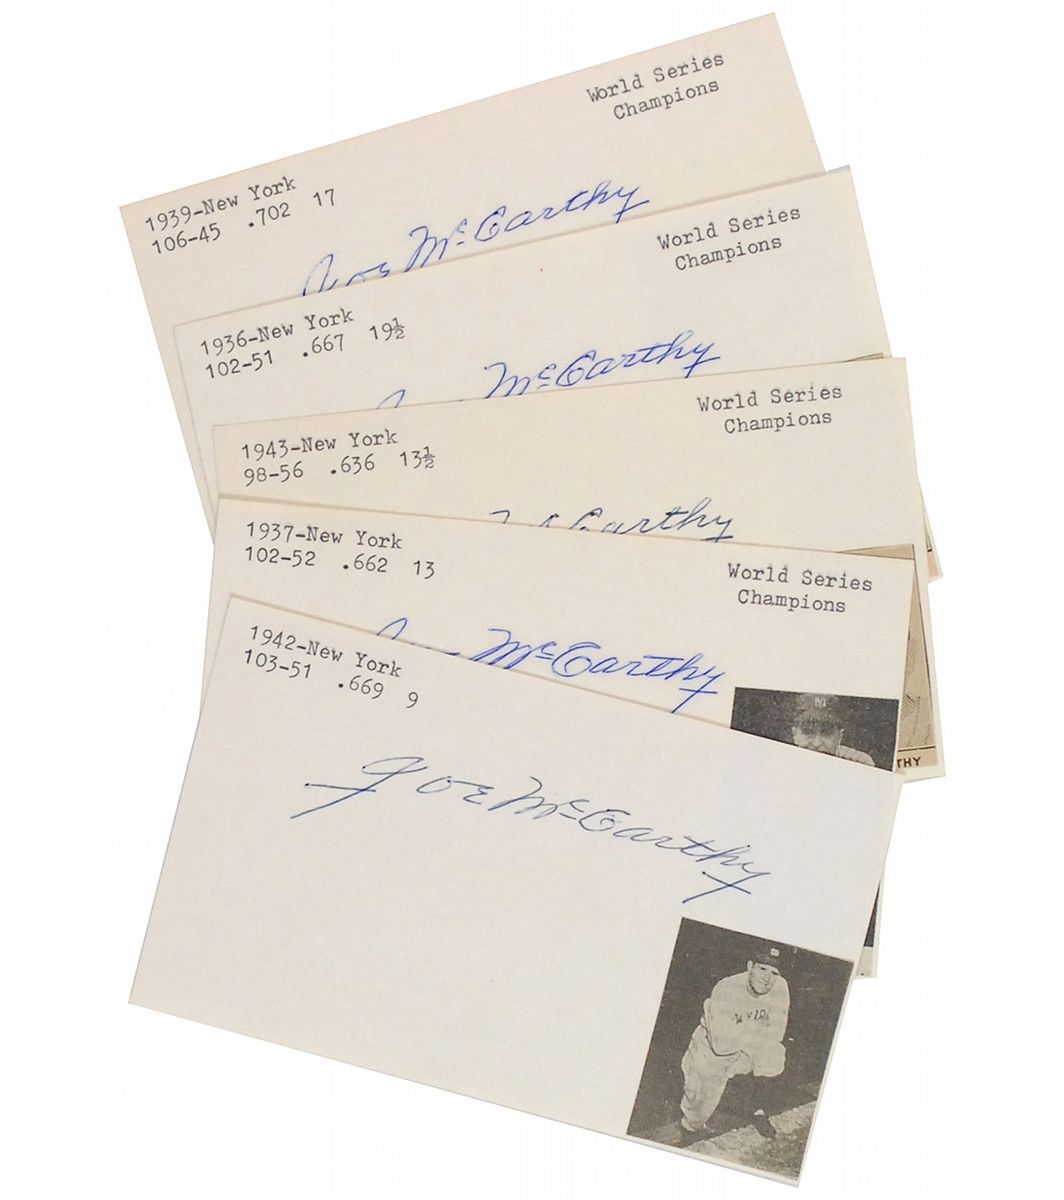 World Series
Champions
1939-New York
106-45 .702 17
Joe McCarthy
World Series
Champions
1936-New York
102-51 .667 19½
McCarthy
World Series
Champions
1943-New York
98-56 .636 13½
McCarthy
1937-New York
102-52 .662 13
World Series
Champions
McCarthy
1942-New York
103-51 .669 9
THY
Joe McCarthy